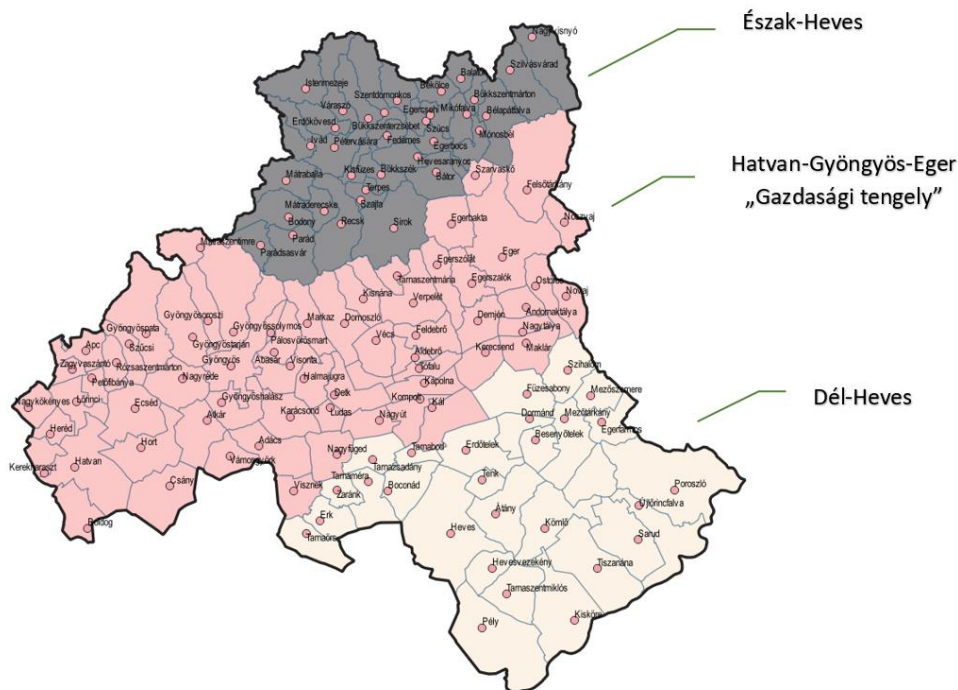 Észak-Heves
Hatvan-Gyöngyös-Eger
„Gazdasági tengely”
Dél-Heves
Szilvásvárad
Istenmezeje
Balaton
Bekölce
Szentdomonkos
Bükkszentmárton
Váraszó
Egercsehi
Mikófalva
Bélapátfalva
Erdőkövesd
Bükkszenterzsébet
Szúcs
Mónosbél
Ivád
Pétervására
Fedémes
Egerbocs
Hevesaranyos
Mátraballa
Kisfüzes
Bükkszék
Bátor
Szarvaskő
Terpes
Felsőtárkány
Mátraderecske
Szajla
Bodony
Recsk
Sirok
Egerbakta
Noszvaj
Parád
Mátraszentimre
Parádsasvár
Egerszólát
Eger
Tarnaszentmária
Egerszalók
Ostoros
Kisnána
Verpelét
Novaj
Andornaktálya
Gyöngyösoroszi
Markaz
Domoszló
Demjén
Gyöngyöspata
Gyöngyössolymos
Feldebrő
Nagytálya
Szűcsi
Gyöngyöstarján
Pálosvörösmart
Vécs
Maklár
Apc
Abasár
Aldebrő
Kerecsend
Zagyvaszántó
Rózsaszentmárton
Gyöngyös
Visonta
Tófalu
Szihalom
Petőfibánya
Nagyréde
Halmajugra
Kápolna
Füzesabony
Mezőszemere
Nagykökényes
Lőrinci
Ecséd
Gyöngyöshalász
Detk
Kompolt
Kál
Atkár
Karácsond
Ludas
Nagyút
Dormánd
Mezőtárkány
Egerfarmos
Heréd
Hort
Adács
Besenyőtelek
Vámosgyörk
Nagyfüged
Tarnabod
Erdőtelek
Hatvan
Tarnazsadány
Kerekharaszt
Csány
Tarnaméra
Tenk
Visznek
Zaránk
Boconád
Poroszló
Átány
Újlőrincfalva
Boldog
Erk
Heves
Kömlő
Tarnaörs
Sarud
Hevesvezekény
Tiszanána
Tarnaszentmiklós
Kisköre
Pély